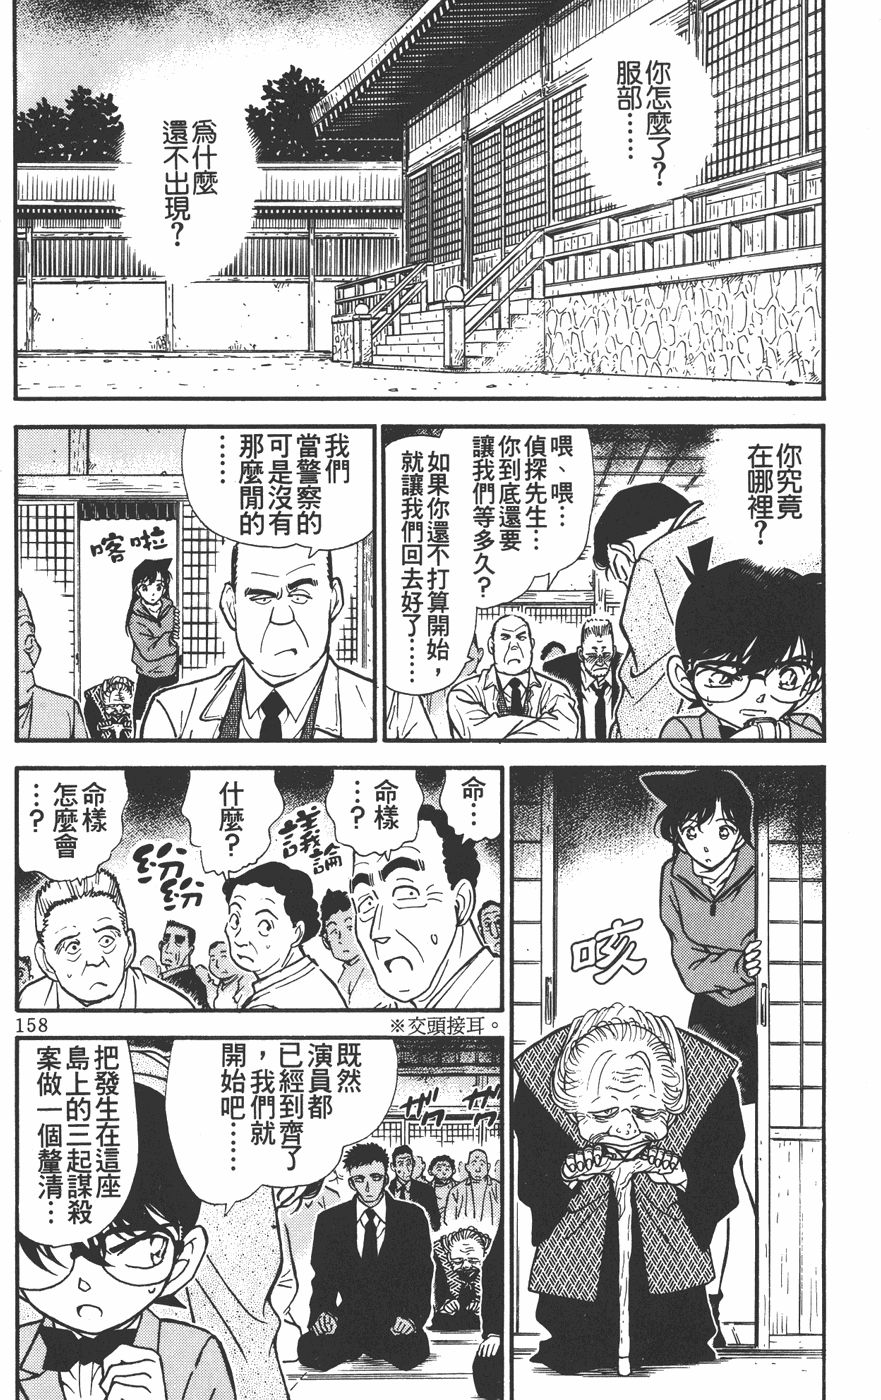 你怎麼了？
服部……
為什麼
還不出現？
你究竟
在哪裡？
喂、喂…
偵探先生…
你到底還要
讓我們等多久？
如果你還不打算開始，
就讓我們回去好了……
我們
當警察的
可是沒有
那麼閒的
……
喀啦
咳
命…
命樣
…？
議論
什麼？
紛紛
命樣
怎麼會
…？
158
※交頭接耳。
既然
演員都
已經到齊了
，我們就
開始吧……
ザワ
ザワ
把發生在這座
島上的三起謀殺
案做一個釐清…